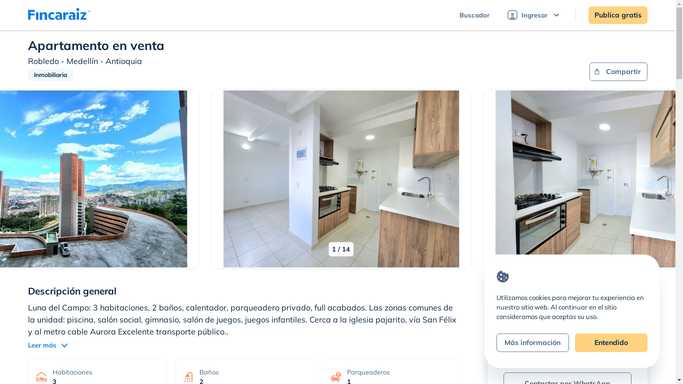 Fincaraiz
Buscador
Ingresar
Publica gratis
Apartamento en venta
Robledo - Medellín - Antioquia
Inmobiliaria
Compartir
1 / 14
Descripción general
Luna del Campo: 3 habitaciones, 2 baños, calentador, parqueadero privado, full acabados. Las zonas comunes de
la unidad: piscina, salón social, gimnasio, salón de juegos, juegos infantiles. Cerca a la iglesia pajarito, vía San Félix
y al metro cable Aurora Excelente transporte público..
Leer más
Habitaciones
3
Baños
2
Parqueaderos
1
Utilizamos cookies para mejorar tu experiencia en
nuestro sitio web. Al continuar en el sitio
consideramos que aceptas su uso.
Más información
Entendido
Contactar por WhatsApp